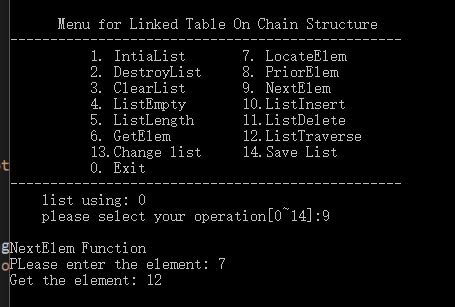 Menu for Linked Table On Chain Structure
-------------------------------------------------
1. IntiaList 7. LocateElem
2. DestroyList 8. PriorElem
3. ClearList 9. NextElem
4. ListEmpty 10.ListInsert
5. ListLength 11.ListDelete
6. GetElem 12.ListTraverse
13.Change list 14.Save List
0. Exit
-------------------------------------------------
list using: 0
please select your operation[0~14]:9
NextElem Function
PLease enter the element: 7
Get the element: 12